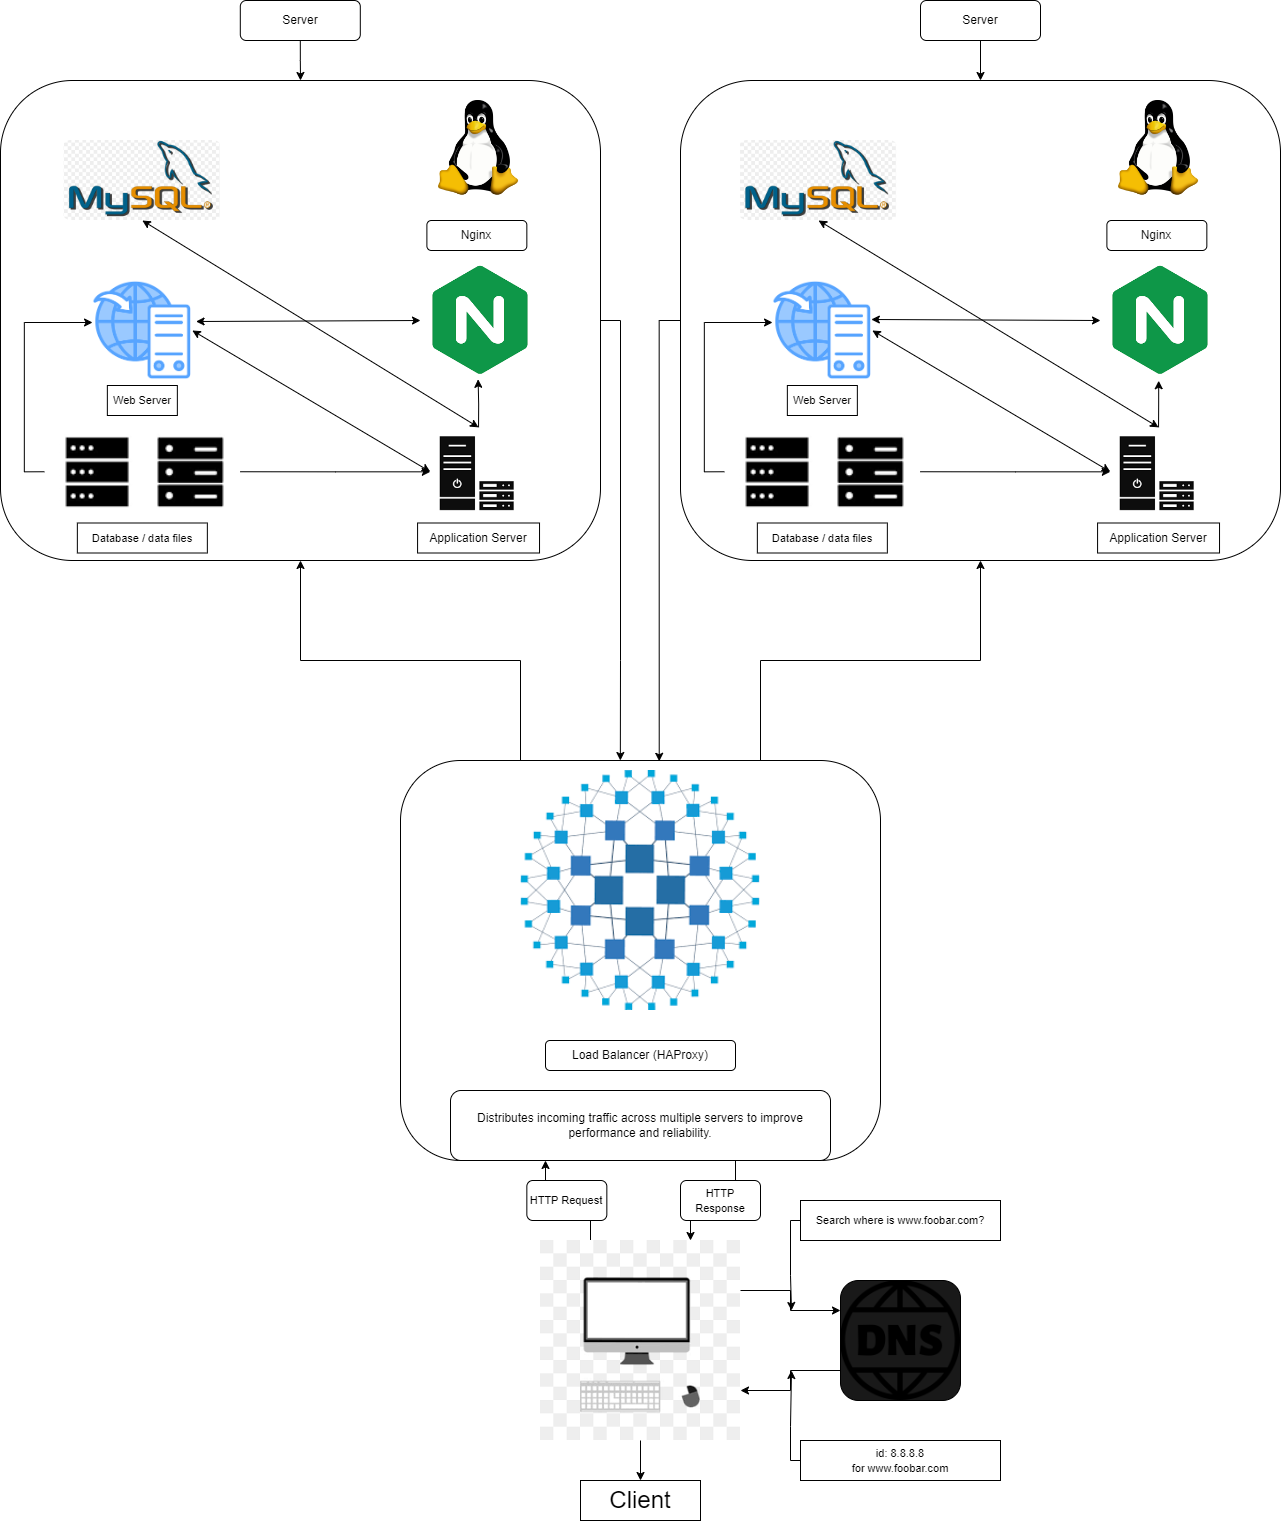 Server
Server
MySQL®
Nginx
Web Server
Database / data files
Application Server
MySQL®
Nginx
Web Server
Database / data files
Application Server
Load Balancer (HAProxy)
Distributes incoming traffic across multiple servers to improve
performance and reliability.
HTTP Request
HTTP
Response
Search where is www.foobar.com?
DNS
id: 8.8.8.8
for www.foobar.com
Client